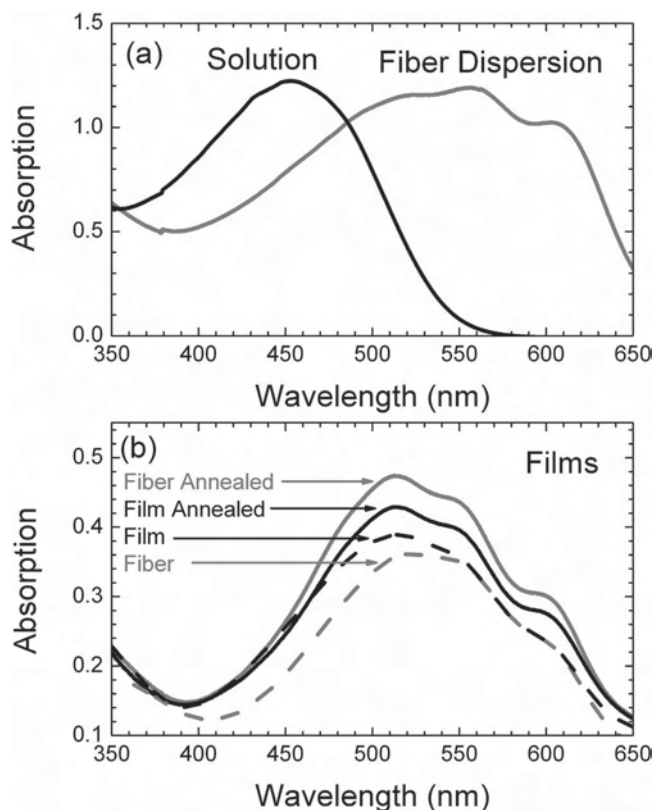 1.5
(a)
Solution
Fiber Dispersion
1.0
Absorption
0.5
0.0
350 400 450 500 550 600 650
Wavelength (nm)
(b)
0.5
Films
Fiber Annealed
Film Annealed
0.4
Film
Fiber
0.3
Absorption
0.2
0.1
350 400 450 500 550 600 650
Wavelength (nm)